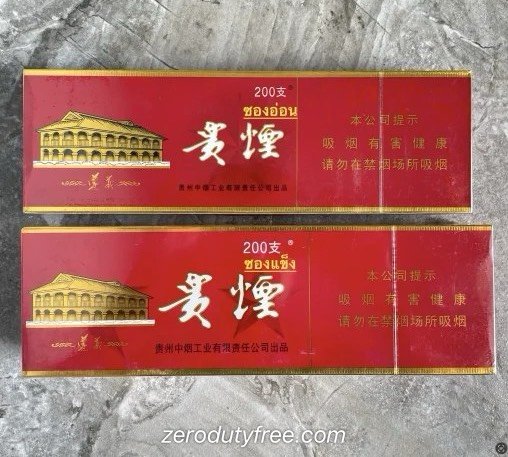 200支
ซองอ่อน
贵煙
遵义
贵州中烟工业有限责任公司出品
本公司提示
吸烟有害健康
请勿在禁烟场所吸烟
200支®
ซองแข็ง
贵煙
遵义
贵州中烟工业有限责任公司出品
本公司提示
吸烟有害健康
请勿在禁烟场所吸烟
zerodutyfree.com